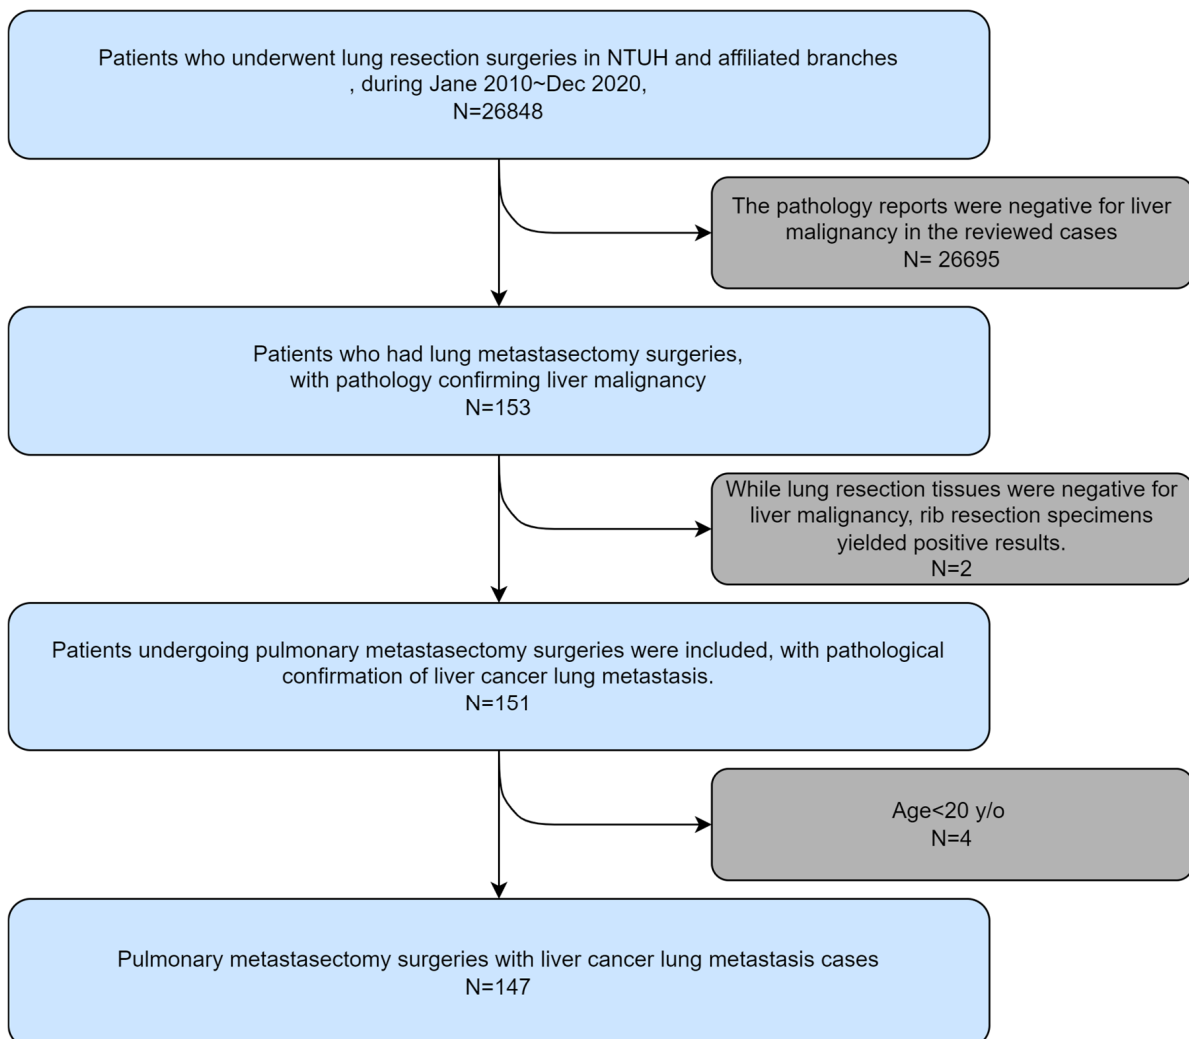 Patients who underwent lung resection surgeries in NTUH and affiliated branches
, during Jane 2010~Dec 2020,
N=26848
The pathology reports were negative for liver
malignancy in the reviewed cases
N= 26695
Patients who had lung metastasectomy surgeries,
with pathology confirming liver malignancy
N=153
While lung resection tissues were negative for
liver malignancy, rib resection specimens
yielded positive results.
N=2
Patients undergoing pulmonary metastasectomy surgeries were included, with pathological
confirmation of liver cancer lung metastasis.
N=151
Age<20 y/o
N=4
Pulmonary metastasectomy surgeries with liver cancer lung metastasis cases
N=147